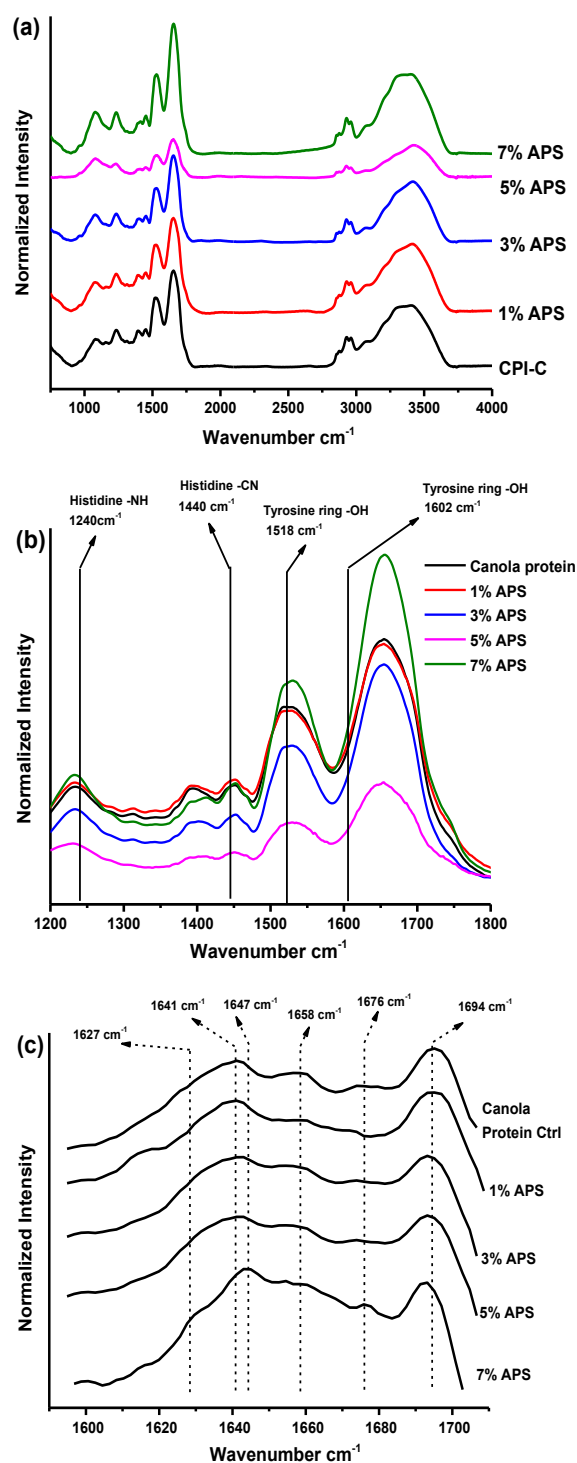 (a)
Normalized Intensity
7% APS
5% APS
3% APS
1% APS
CPI-C
1000 1500 2000 2500 3000 3500 4000
Wavenumber cm-1
Histidine -NH
1240cm-1
Histidine -CN
1440 cm-1
Tyrosine ring -OH
1518 cm-1
Tyrosine ring -OH
1602 cm-1
(b)
Normalized Intensity
Canola protein
1% APS
3% APS
5% APS
7% APS
1200 1300 1400 1500 1600 1700 1800
Wavenumber cm-1
1627 cm-1
1641 cm-1
1647 cm-1
1658 cm-1
1676 cm-1
1694 cm-1
(c)
Normalized Intensity
Canola
Protein Ctrl
1% APS
3% APS
5% APS
7% APS
1600 1620 1640 1660 1680 1700
Wavenumber cm-1